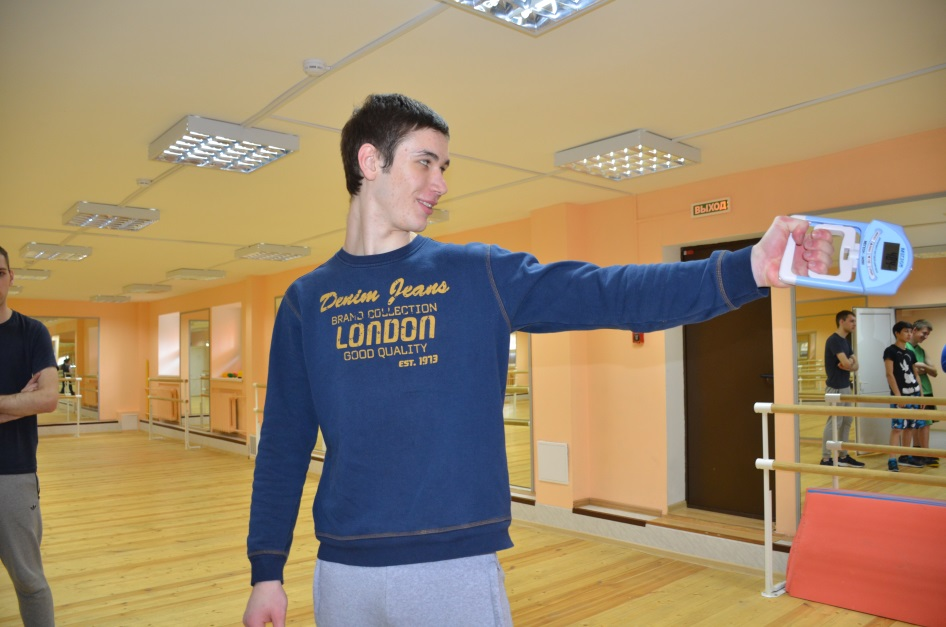 ВЫХОД
Denim Jeans
BRAND COLLECTION
LONDON
GOOD QUALITY
EST. 1973